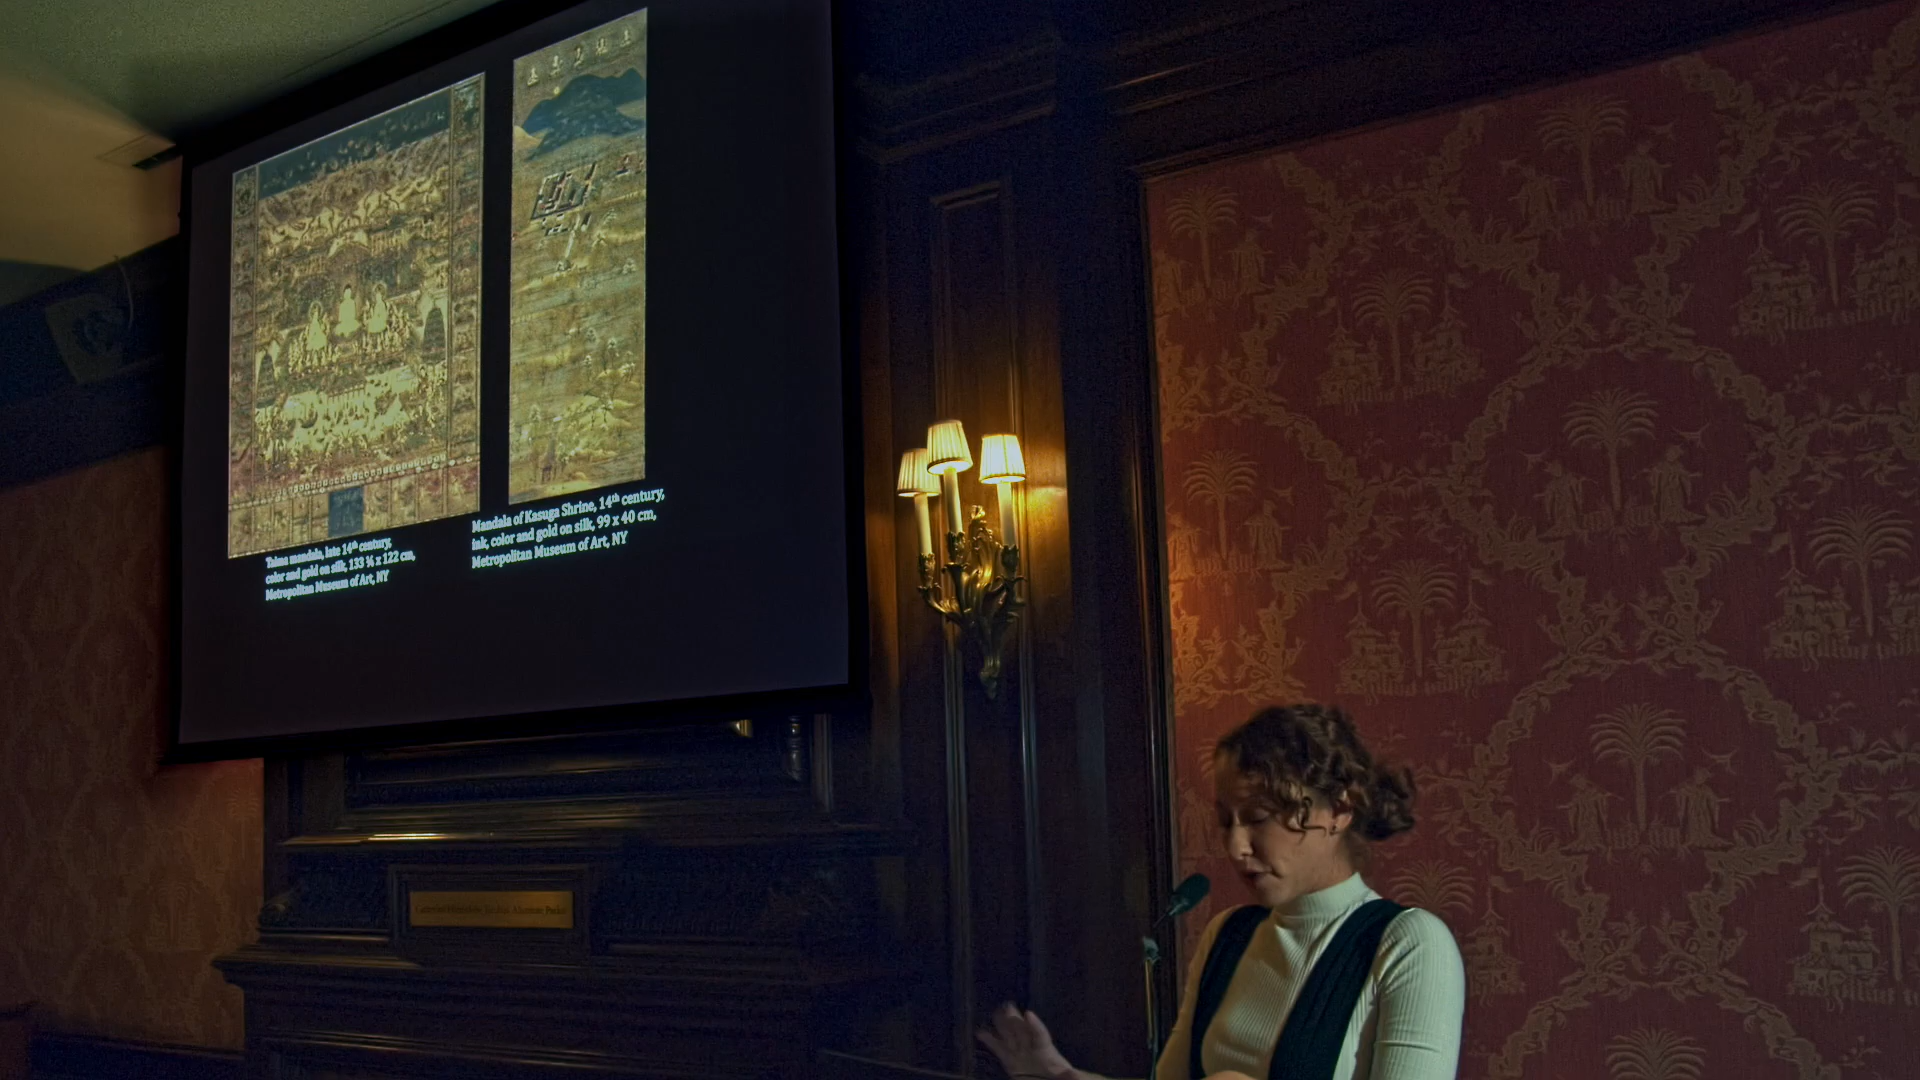 Taima mandala, late 14th century,
color and gold on silk, 133 ¾ x 122 cm,
Metropolitan Museum of Art, NY
Mandala of Kasuga Shrine, 14th century,
ink, color and gold on silk, 99 x 40 cm,
Metropolitan Museum of Art, NY